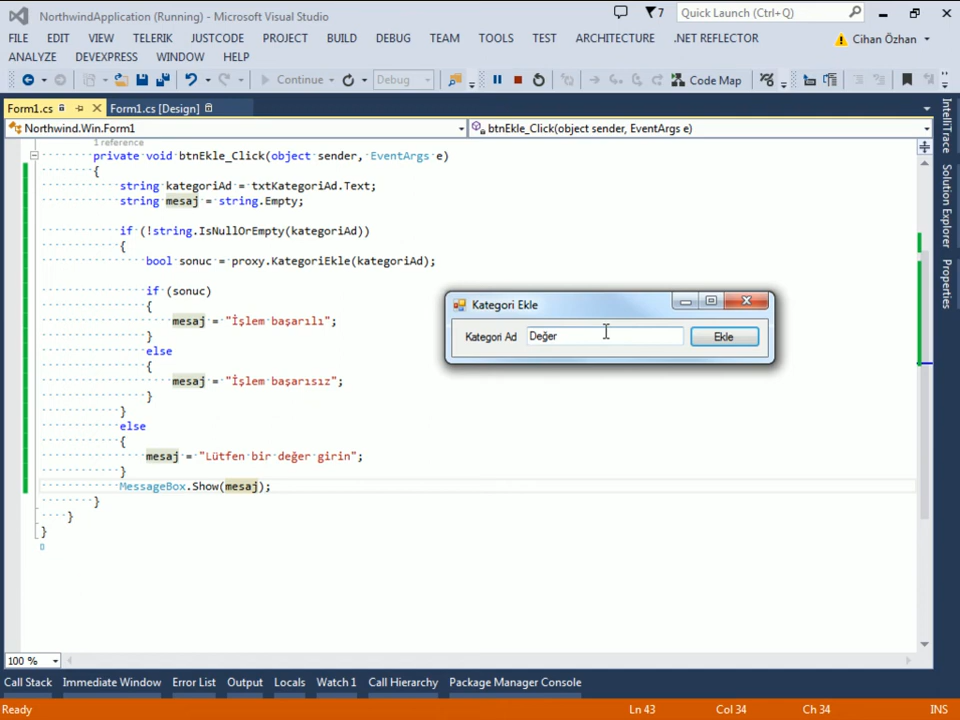 NorthwindApplication (Running) - Microsoft Visual Studio
7
Quick Launch (Ctrl+Q)
FILE EDIT VIEW TELERIK JUSTCODE PROJECT BUILD DEBUG TEAM TOOLS TEST ARCHITECTURE .NET REFLECTOR
Cihan Özhan
ANALYZE DEVEXPRESS WINDOW HELP
Continue
Debug
Code Map
Form1.cs
Form1.cs [Design]
Northwind.Win.Form1
btnEkle_Click(object sender, EventArgs e)
1 reference
private void btnEkle_Click(object sender, EventArgs e)
{
string kategoriAd = txtKategoriAd.Text;
string mesaj = string.Empty;
if (!string.IsNullOrEmpty(kategoriAd))
{
bool sonuc = proxy.KategoriEkle(kategoriAd);
if (sonuc)
{
mesaj = "İşlem başarılı";
}
else
{
mesaj = "İşlem başarısız";
}
}
else
{
mesaj = "Lütfen bir değer girin";
}
MessageBox.Show(mesaj);
}
}
}
Kategori Ekle
Kategori Ad
Değer
Ekle
IntelliTrace
Solution Explorer
Properties
100 %
Call Stack Immediate Window Error List Output Locals Watch 1 Call Hierarchy Package Manager Console
Ready
Ln 43
Col 34
Ch 34
INS